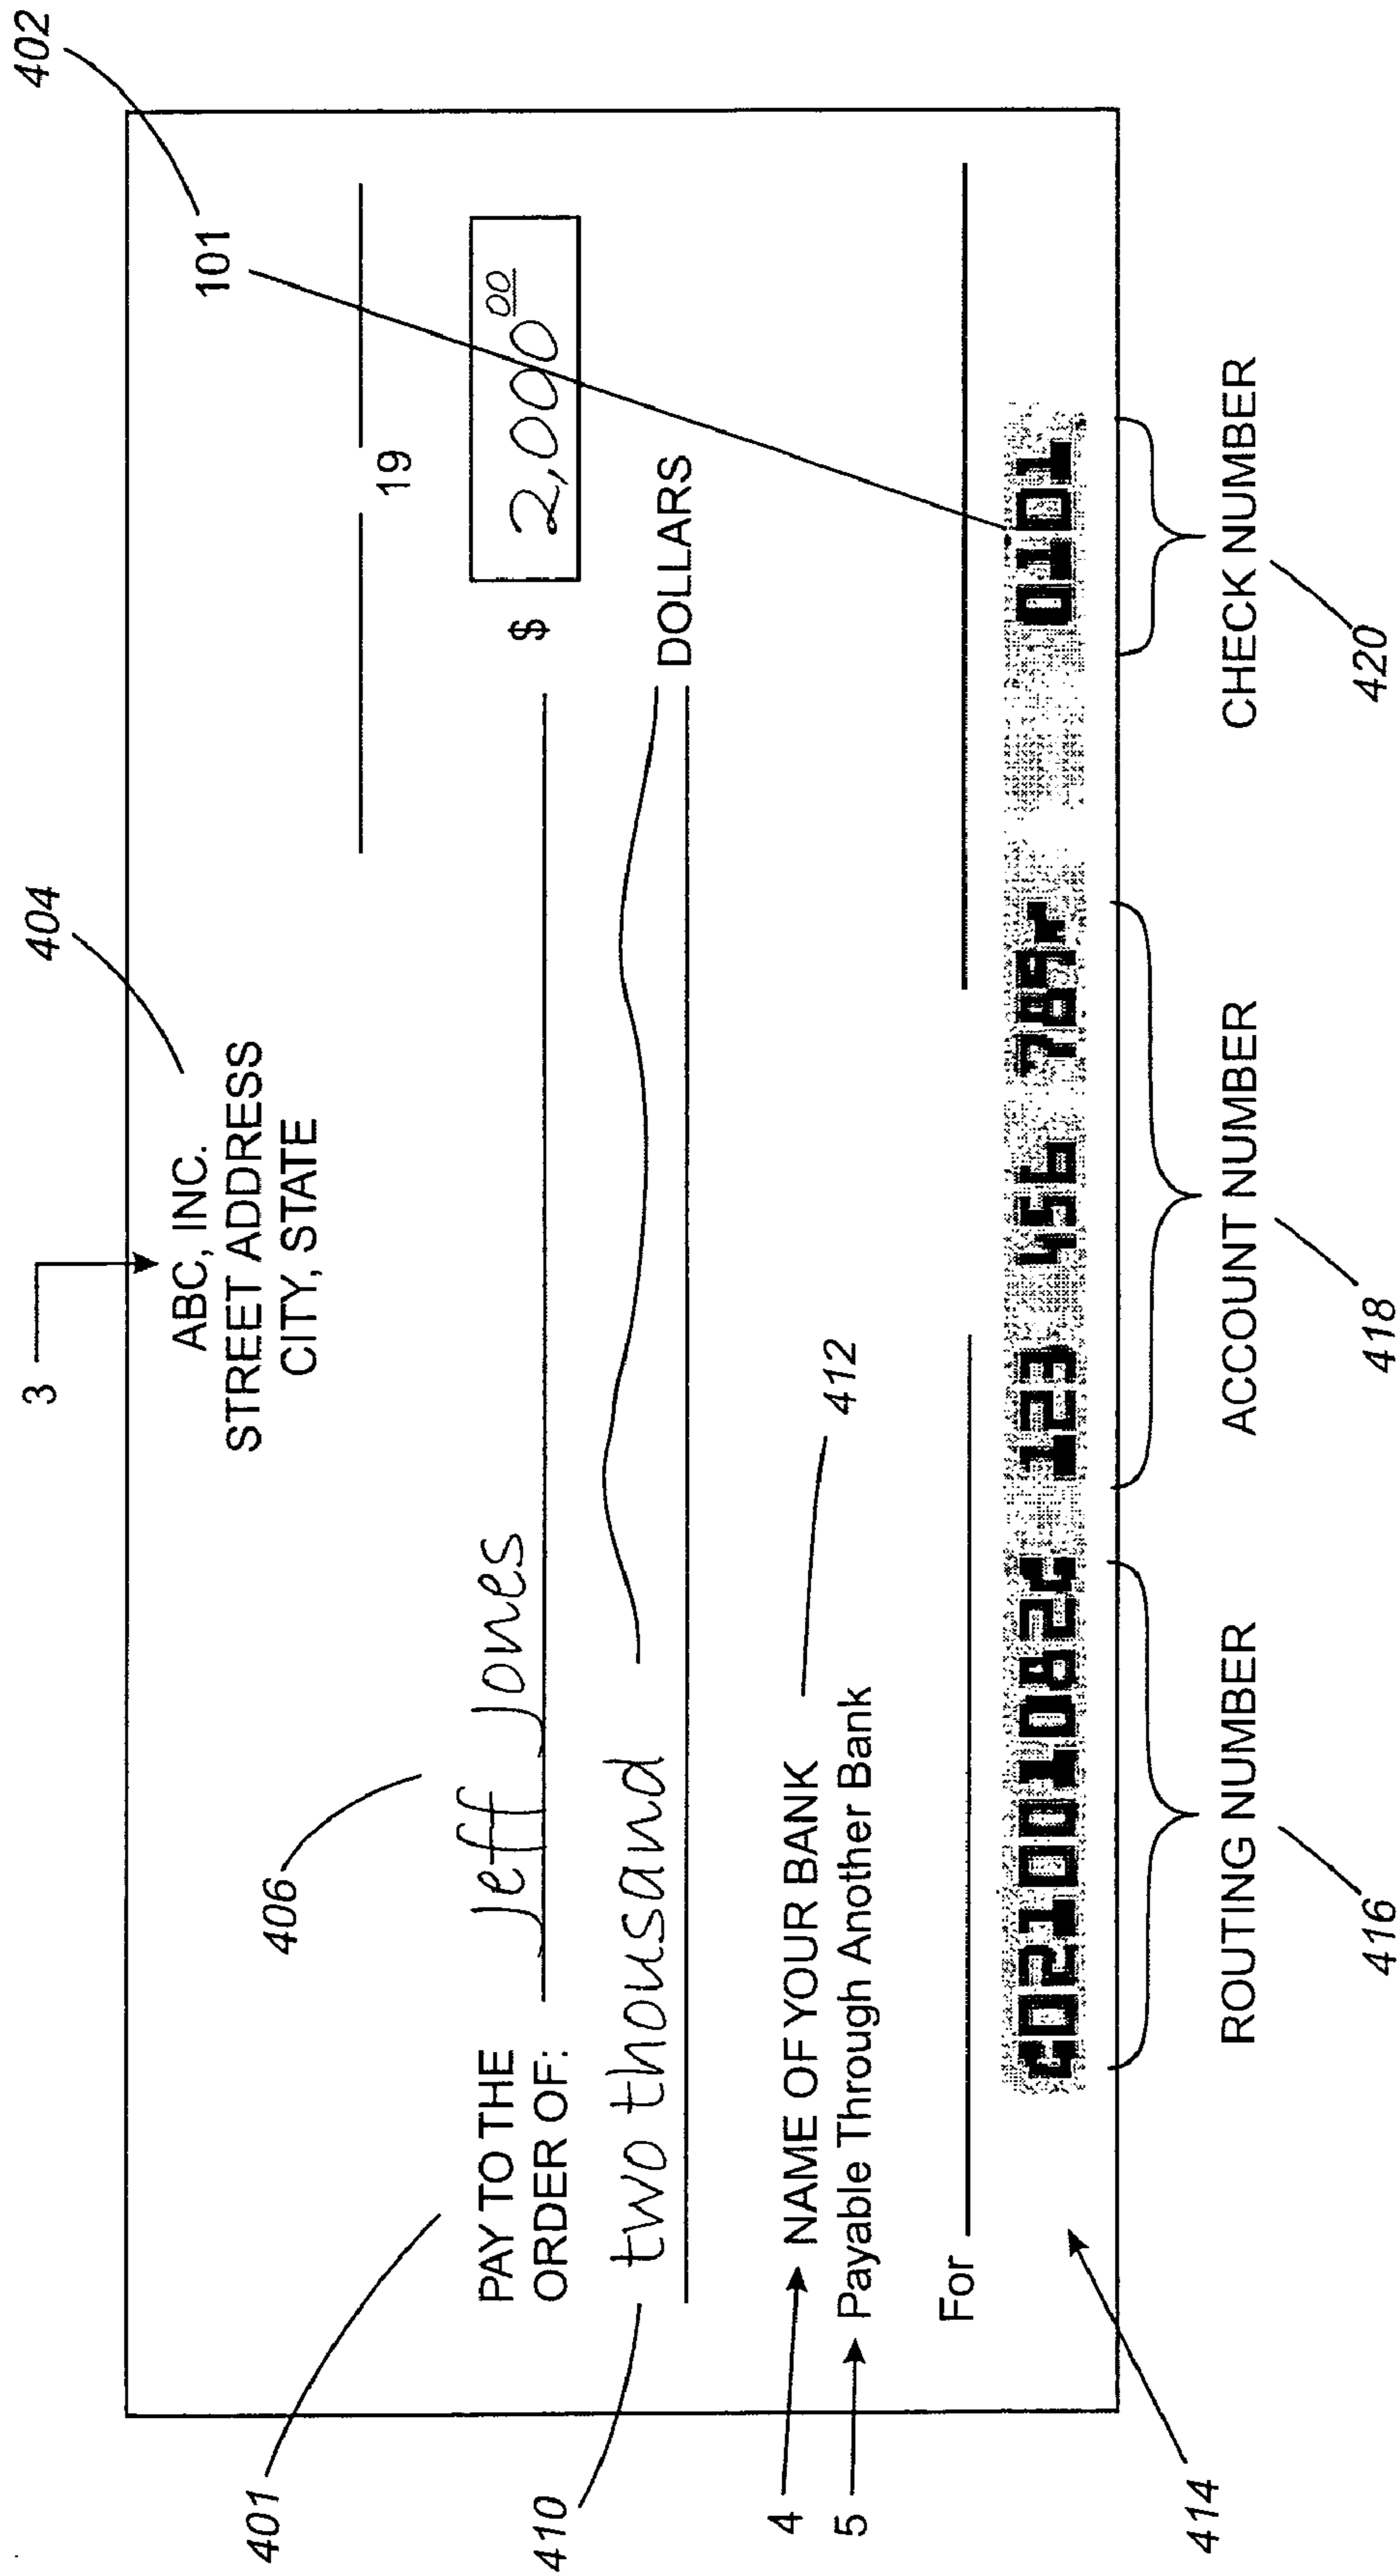 3
404
402
ABC, INC.
101
STREET ADDRESS
CITY, STATE
401
406
19
PAY TO THE
ORDER OF:
Jeff Jones
$ 2,000 00
410
two thousand
DOLLARS
4
NAME OF YOUR BANK
412
5
Payable Through Another Bank
For
⑆021001082⑆ 123 456 789⑈ 0101
414
ROUTING NUMBER
ACCOUNT NUMBER
CHECK NUMBER
416
418
420